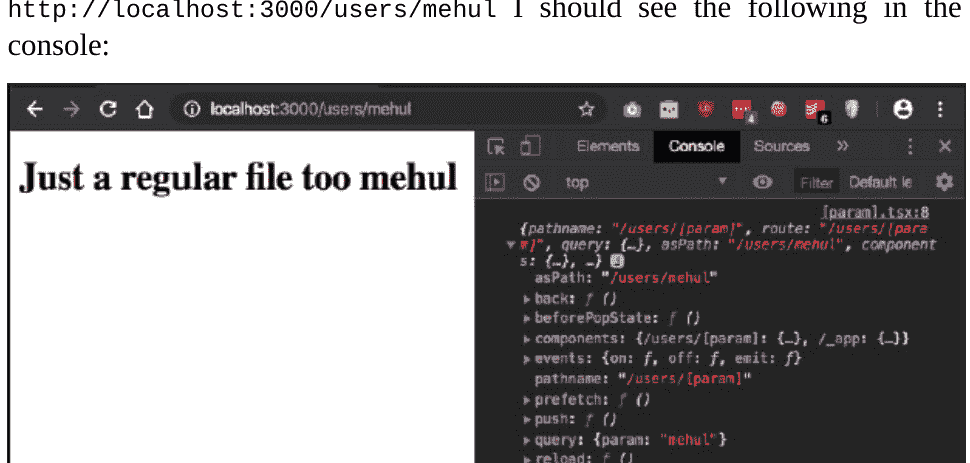 http://localhost:3000/users/mehul I should see the following in the
console:
localhost:3000/users/mehul
4
6
Just a regular file too mehul
Elements Console Sources »
top Filter Default le
[param].tsx:8
{pathname: "/users/[param]", route: "/users/[para
m]", query: {…}, asPath: "/users/mehul", component
s: {…}, …}
asPath: "/users/mehul"
back: ƒ ()
beforePopState: ƒ ()
components: {/users/[param]: {…}, /_app: {…}}
events: {on: ƒ, off: ƒ, emit: ƒ}
pathname: "/users/[param]"
prefetch: ƒ ()
push: ƒ ()
query: {param: "mehul"}
reload: ƒ ()